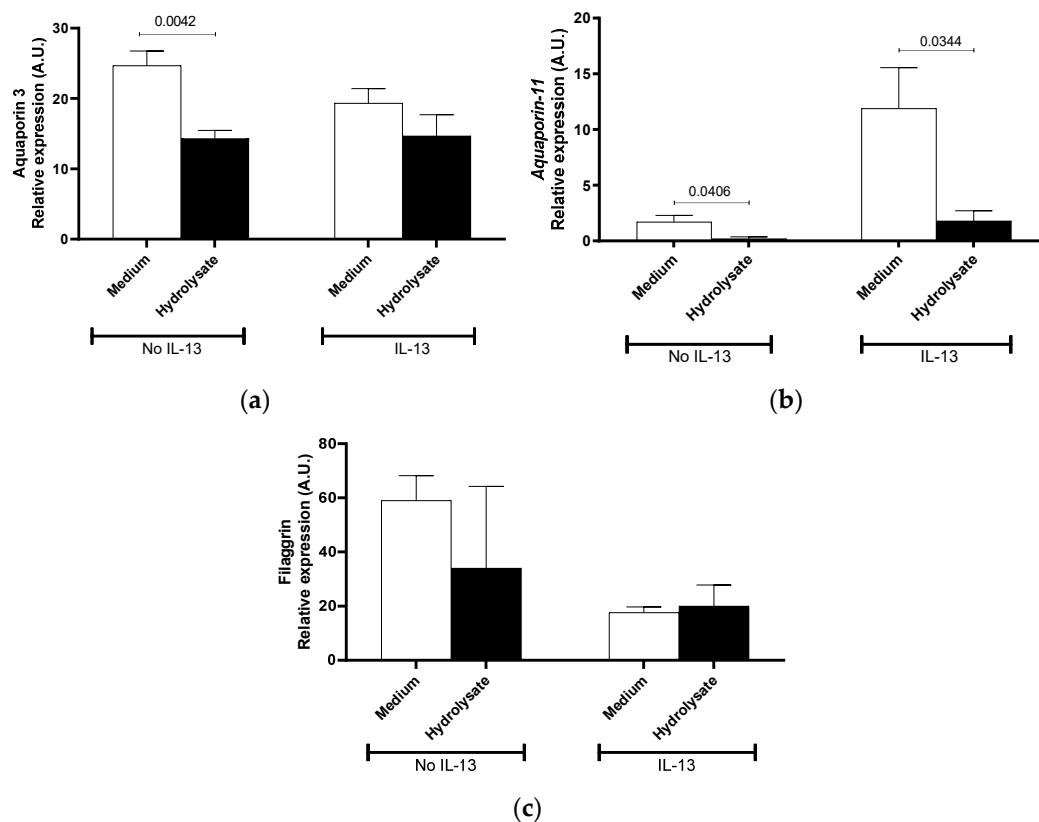 Aquaporin 3
Relative expression (A.U.)
30
20
10
0
0.0042
Medium
Hydrolysate
Medium
Hydrolysate
No IL-13
IL-13
(a)
Aquaporin-11
Relative expression (A.U.)
20
15
10
5
0
0.0406
0.0344
Medium
Hydrolysate
Medium
Hydrolysate
No IL-13
IL-13
(b)
Filaggrin
Relative expression (A.U.)
80
60
40
20
0
Medium
Hydrolysate
Medium
Hydrolysate
No IL-13
IL-13
(c)